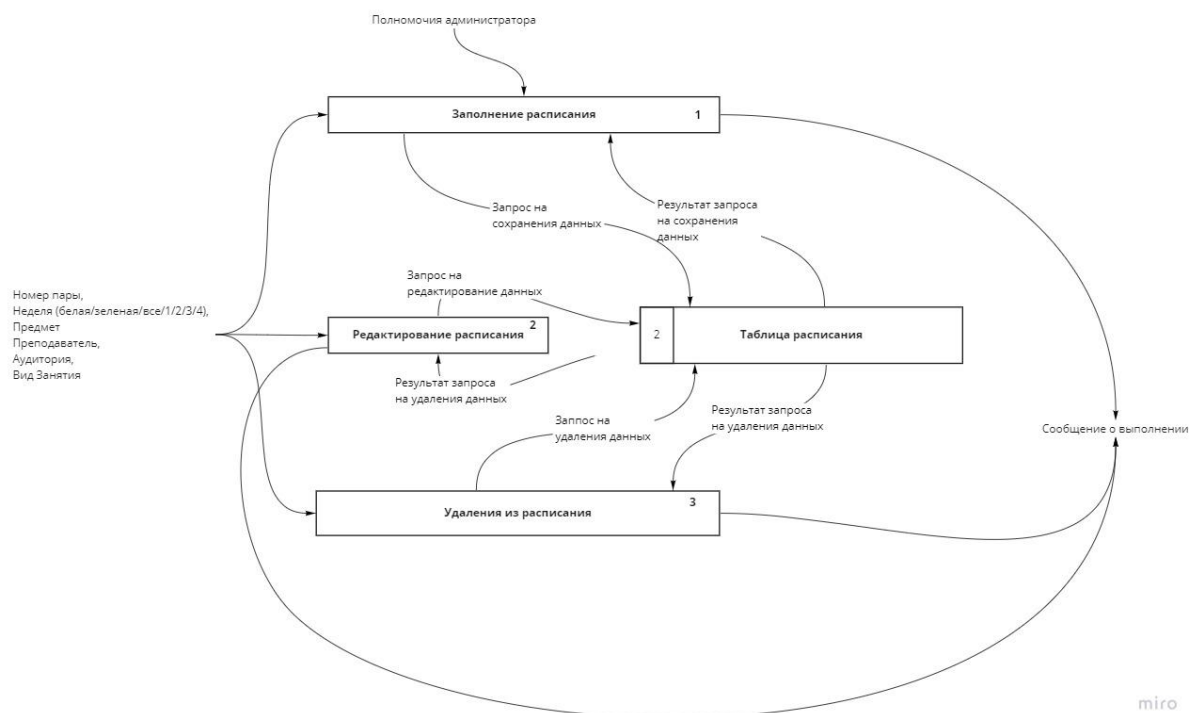 Полномочия администратора
Заполнение расписания 1
Запрос на
сохранения данных
Результат запроса
на сохранения
данных
Номер пары,
Неделя (белая/зеленая/все/1/2/3/4),
Предмет
Преподаватель,
Аудитория,
Вид Занятия
Запрос на
редактирование данных
Редактирование расписания 2
2 Таблица расписания
Результат запроса
на удаления данных
Заппос на
удаления данных
Результат запроса
на удаления данных
Сообщение о выполнении
Удаления из расписания 3
miro